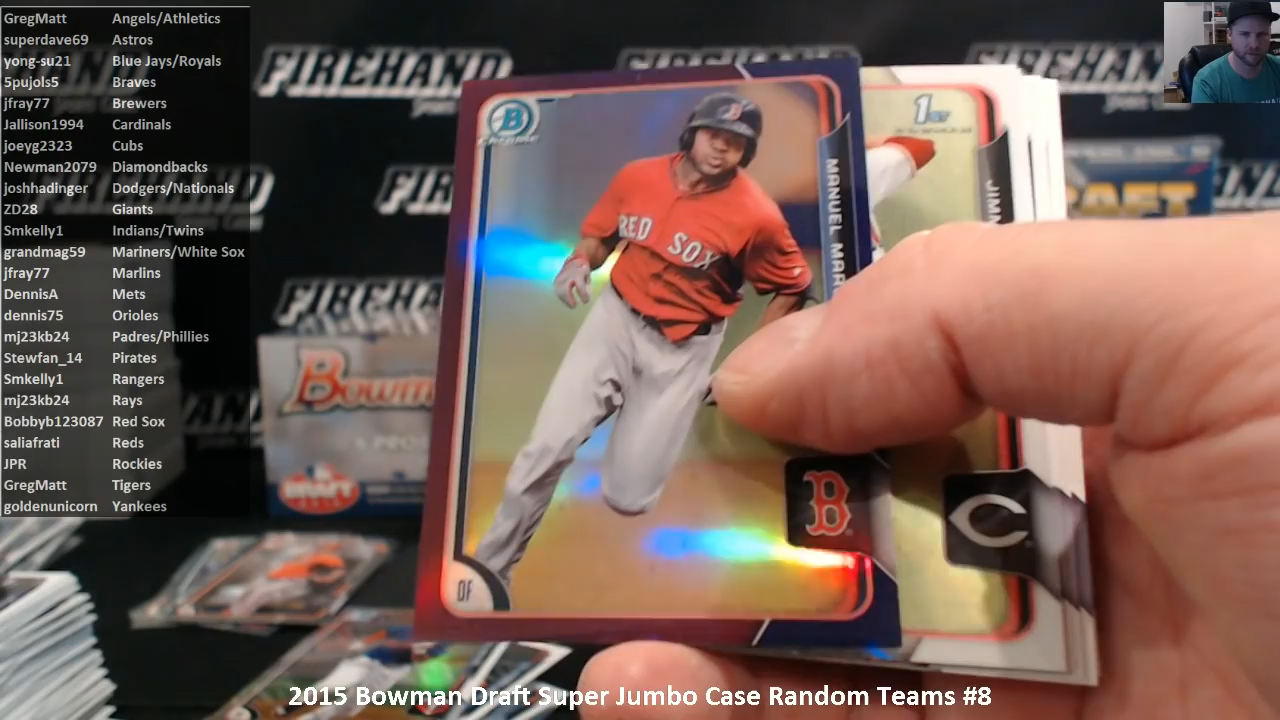 GregMatt Angels/Athletics
superdave69 Astros
yong-su21 Blue Jays/Royals
5pujols5 Braves
jfray77 Brewers
Jallison1994 Cardinals
joeyg2323 Cubs
Newman2079 Diamondbacks
joshhadinger Dodgers/Nationals
ZD28 Giants
Smkelly1 Indians/Twins
grandmag59 Mariners/White Sox
jfray77 Marlins
DennisA Mets
dennis75 Orioles
mj23kb24 Padres/Phillies
Stewfan_14 Pirates
Smkelly1 Rangers
mj23kb24 Rays
Bobbyb123087 Red Sox
saliafrati Reds
JPR Rockies
GregMatt Tigers
goldenunicorn Yankees
FIREHAND
FIREHAND
B
Chrome
B
RED SOX
MANUEL MAR
B
OF
1ST
JIMM
C
Bowm
DRAFT
2015 Bowman Draft Super Jumbo Case Random Teams #8